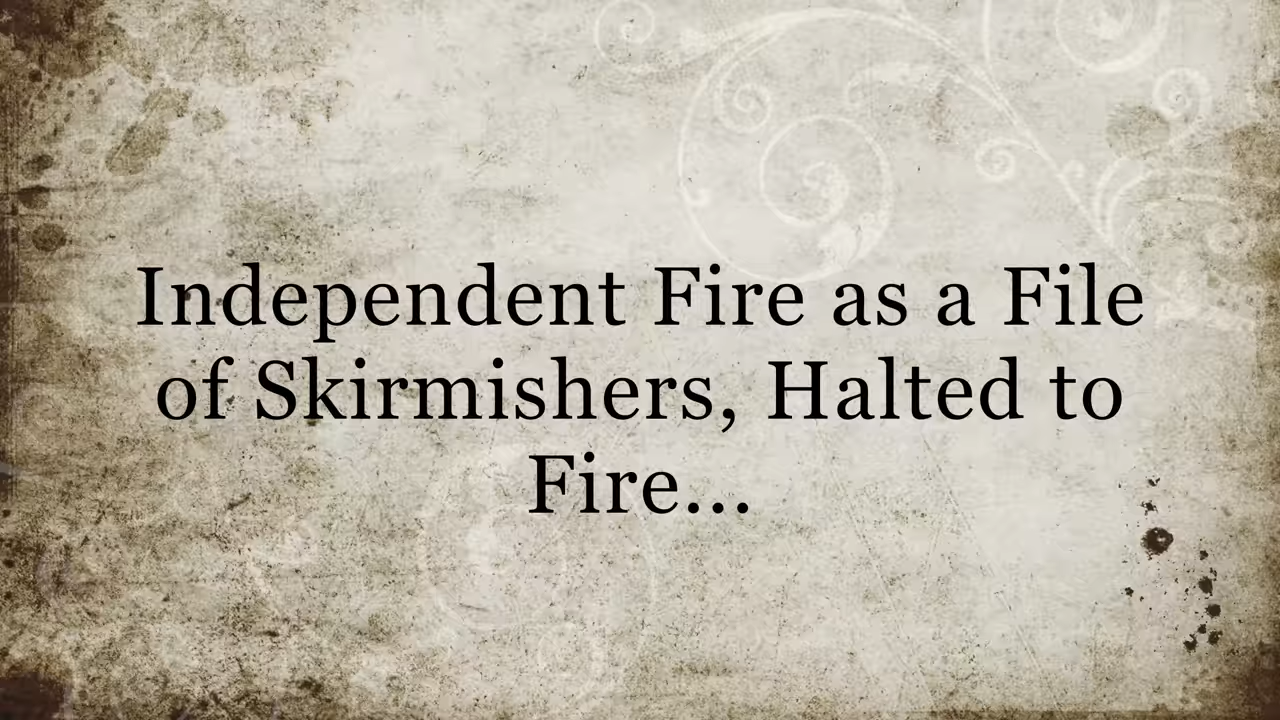 Independent Fire as a File
of Skirmishers, Halted to
Fire...